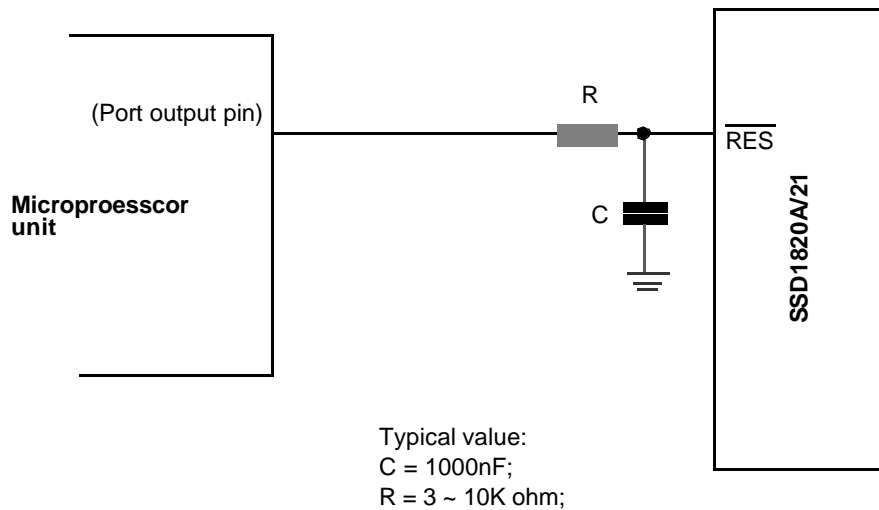 R
(Port output pin)
RES
Microproesscor
unit
C
SSD1820A/21
Typical value:
C = 1000nF;
R = 3 ~ 10K ohm;